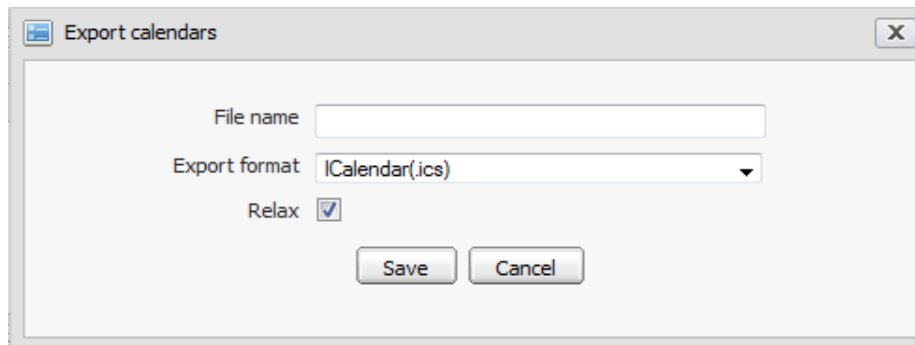 Export calendars
File name
Export format ICalendar(.ics)
Relax
Save Cancel